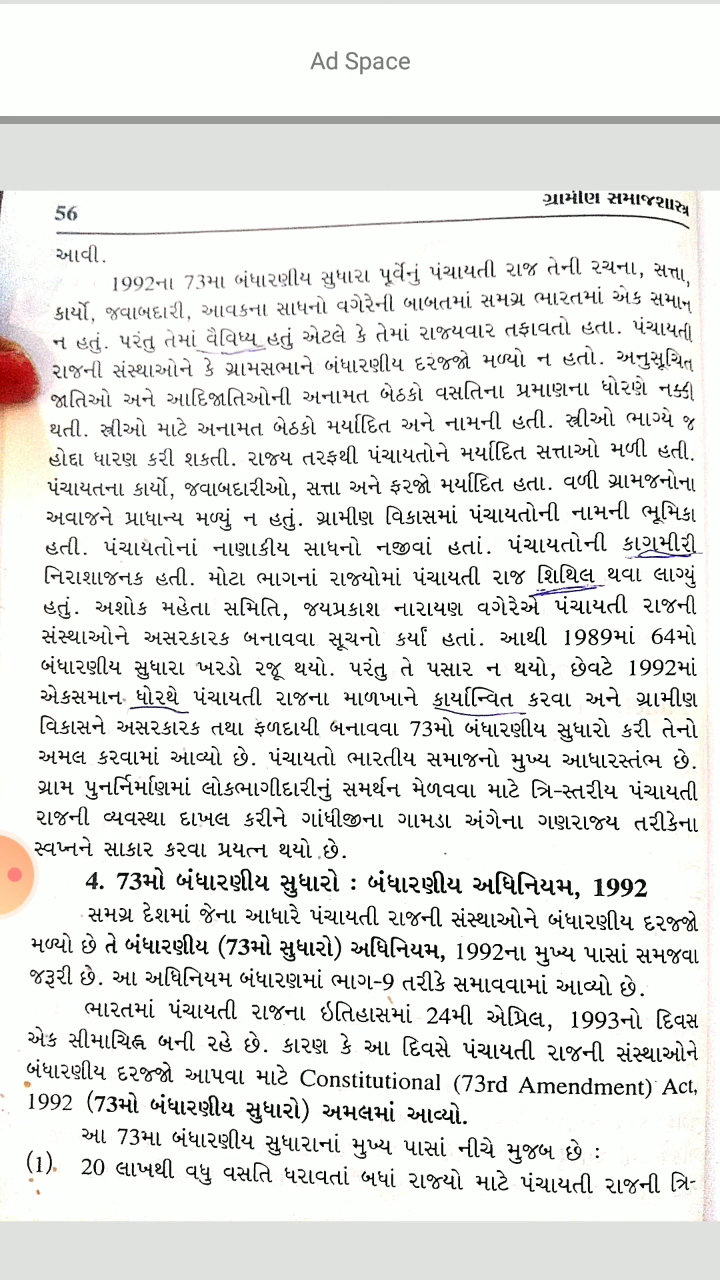 Ad Space
56
ગ્રામીણ સમાજશાસ્ત્ર
આવી.
1992ના 73મા બંધારણીય સુધારા પૂર્વેનું પંચાયતી રાજ તેની રચના, સત્તા,
કાર્યો, જવાબદારી, આવકના સાધનો વગેરેની બાબતમાં સમગ્ર ભારતમાં એક સમાન
ન હતું. પરંતુ તેમાં વૈવિધ્ય હતું એટલે કે તેમાં રાજ્યવાર તફાવતો હતા. પંચાયતી
રાજની સંસ્થાઓને કે ગ્રામસભાને બંધારણીય દરજ્જો મળ્યો ન હતો. અનુસૂચિત
જાતિઓ અને આદિજાતિઓની અનામત બેઠકો વસતિના પ્રમાણના ધોરણે નક્કી
થતી. સ્ત્રીઓ માટે અનામત બેઠકો મર્યાદિત અને નામની હતી. સ્ત્રીઓ ભાગ્યે જ
હોદ્દા ધારણ કરી શકતી. રાજ્ય તરફથી પંચાયતોને મર્યાદિત સત્તાઓ મળી હતી.
પંચાયતના કાર્યો, જવાબદારીઓ, સત્તા અને ફરજો મર્યાદિત હતા. વળી ગ્રામજનોના
અવાજને પ્રાધાન્ય મળ્યું ન હતું. ગ્રામીણ વિકાસમાં પંચાયતોની નામની ભૂમિકા
હતી. પંચાયતોનાં નાણાકીય સાધનો નજીવાં હતાં. પંચાયતોની કાગમીરી
નિરાશાજનક હતી. મોટા ભાગનાં રાજ્યોમાં પંચાયતી રાજ શિથિલ થવા લાગ્યું
હતું. અશોક મહેતા સમિતિ, જયપ્રકાશ નારાયણ વગેરેએ પંચાયતી રાજની
સંસ્થાઓને અસરકારક બનાવવા સૂચનો કર્યાં હતાં. આથી 1989માં 64મો
બંધારણીય સુધારા ખરડો રજૂ થયો. પરંતુ તે પસાર ન થયો, છેવટે 1992માં
એકસમાન ધોરથે પંચાયતી રાજના માળખાને કાર્યાન્વિત કરવા અને ગ્રામીણ
વિકાસને અસરકારક તથા ફળદાયી બનાવવા 73મો બંધારણીય સુધારો કરી તેનો
અમલ કરવામાં આવ્યો છે. પંચાયતો ભારતીય સમાજનો મુખ્ય આધારસ્તંભ છે.
ગ્રામ પુનર્નિર્માણમાં લોકભાગીદારીનું સમર્થન મેળવવા માટે ત્રિ-સ્તરીય પંચાયતી
રાજની વ્યવસ્થા દાખલ કરીને ગાંધીજીના ગામડા અંગેના ગણરાજ્ય તરીકેના
સ્વપ્નને સાકાર કરવા પ્રયત્ન થયો છે.
4. 73મો બંધારણીય સુધારો : બંધારણીય અધિનિયમ, 1992
સમગ્ર દેશમાં જેના આધારે પંચાયતી રાજની સંસ્થાઓને બંધારણીય દરજ્જો
મળ્યો છે તે બંધારણીય (73મો સુધારો) અધિનિયમ, 1992ના મુખ્ય પાસાં સમજવા
જરૂરી છે. આ અધિનિયમ બંધારણમાં ભાગ-9 તરીકે સમાવવામાં આવ્યો છે.
ભારતમાં પંચાયતી રાજના ઇતિહાસમાં 24મી એપ્રિલ, 1993નો દિવસ
એક સીમાચિહ્ન બની રહે છે. કારણ કે આ દિવસે પંચાયતી રાજની સંસ્થાઓને
બંધારણીય દરજ્જો આપવા માટે Constitutional (73rd Amendment) Act,
1992 (73મો બંધારણીય સુધારો) અમલમાં આવ્યો.
આ 73મા બંધારણીય સુધારાનાં મુખ્ય પાસાં નીચે મુજબ છે :
(1). 20 લાખથી વધુ વસતિ ધરાવતાં બધાં રાજ્યો માટે પંચાયતી રાજની ત્રિ-